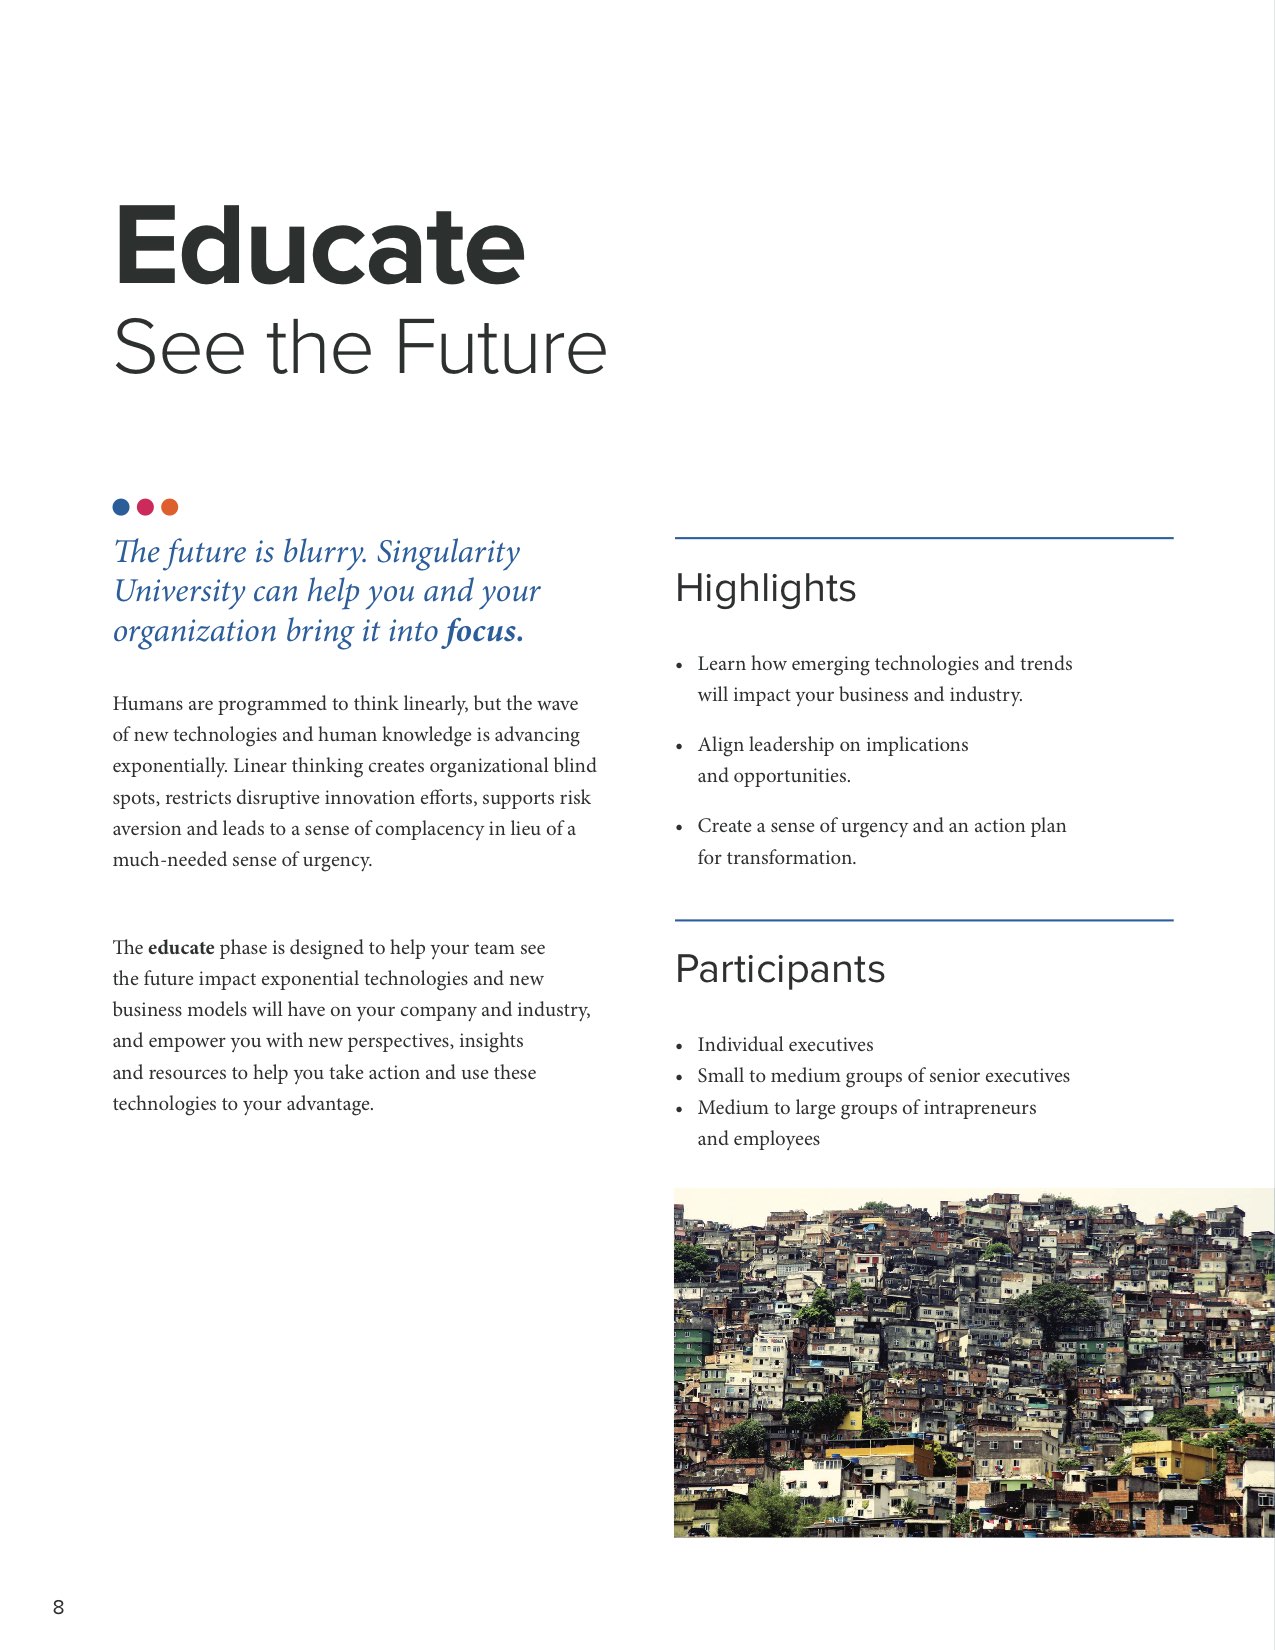 Educate
See the Future
The future is blurry. Singularity
University can help you and your
organization bring it into focus.
Humans are programmed to think linearly, but the wave
of new technologies and human knowledge is advancing
exponentially. Linear thinking creates organizational blind
spots, restricts disruptive innovation efforts, supports risk
aversion and leads to a sense of complacency in lieu of a
much-needed sense of urgency.
The educate phase is designed to help your team see
the future impact exponential technologies and new
business models will have on your company and industry,
and empower you with new perspectives, insights
and resources to help you take action and use these
technologies to your advantage.
Highlights
• Learn how emerging technologies and trends
will impact your business and industry.
• Align leadership on implications
and opportunities.
• Create a sense of urgency and an action plan
for transformation.
Participants
• Individual executives
• Small to medium groups of senior executives
• Medium to large groups of intrapreneurs
and employees
8